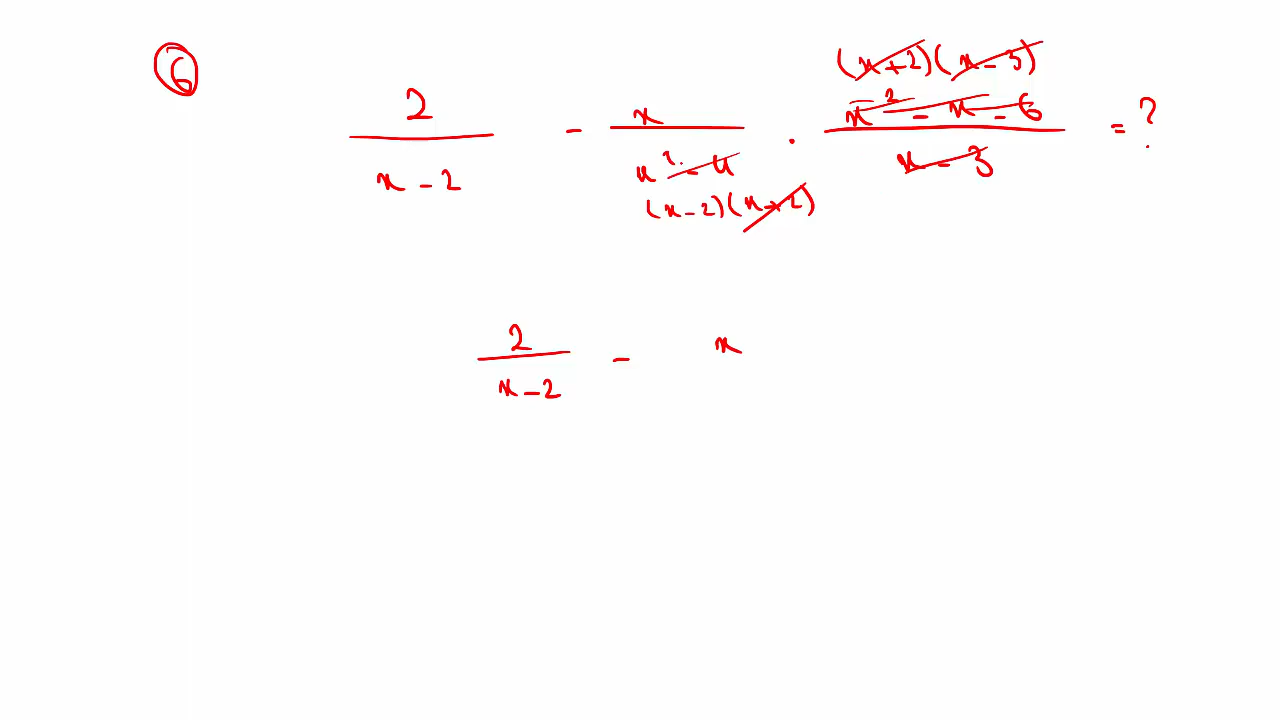 6
(x+2)(x-3)
2/(x-2) - x/(x²-4) · (x²-x-6)/(x-3) = ?
(x-2)(x+2)
2/(x-2) - x